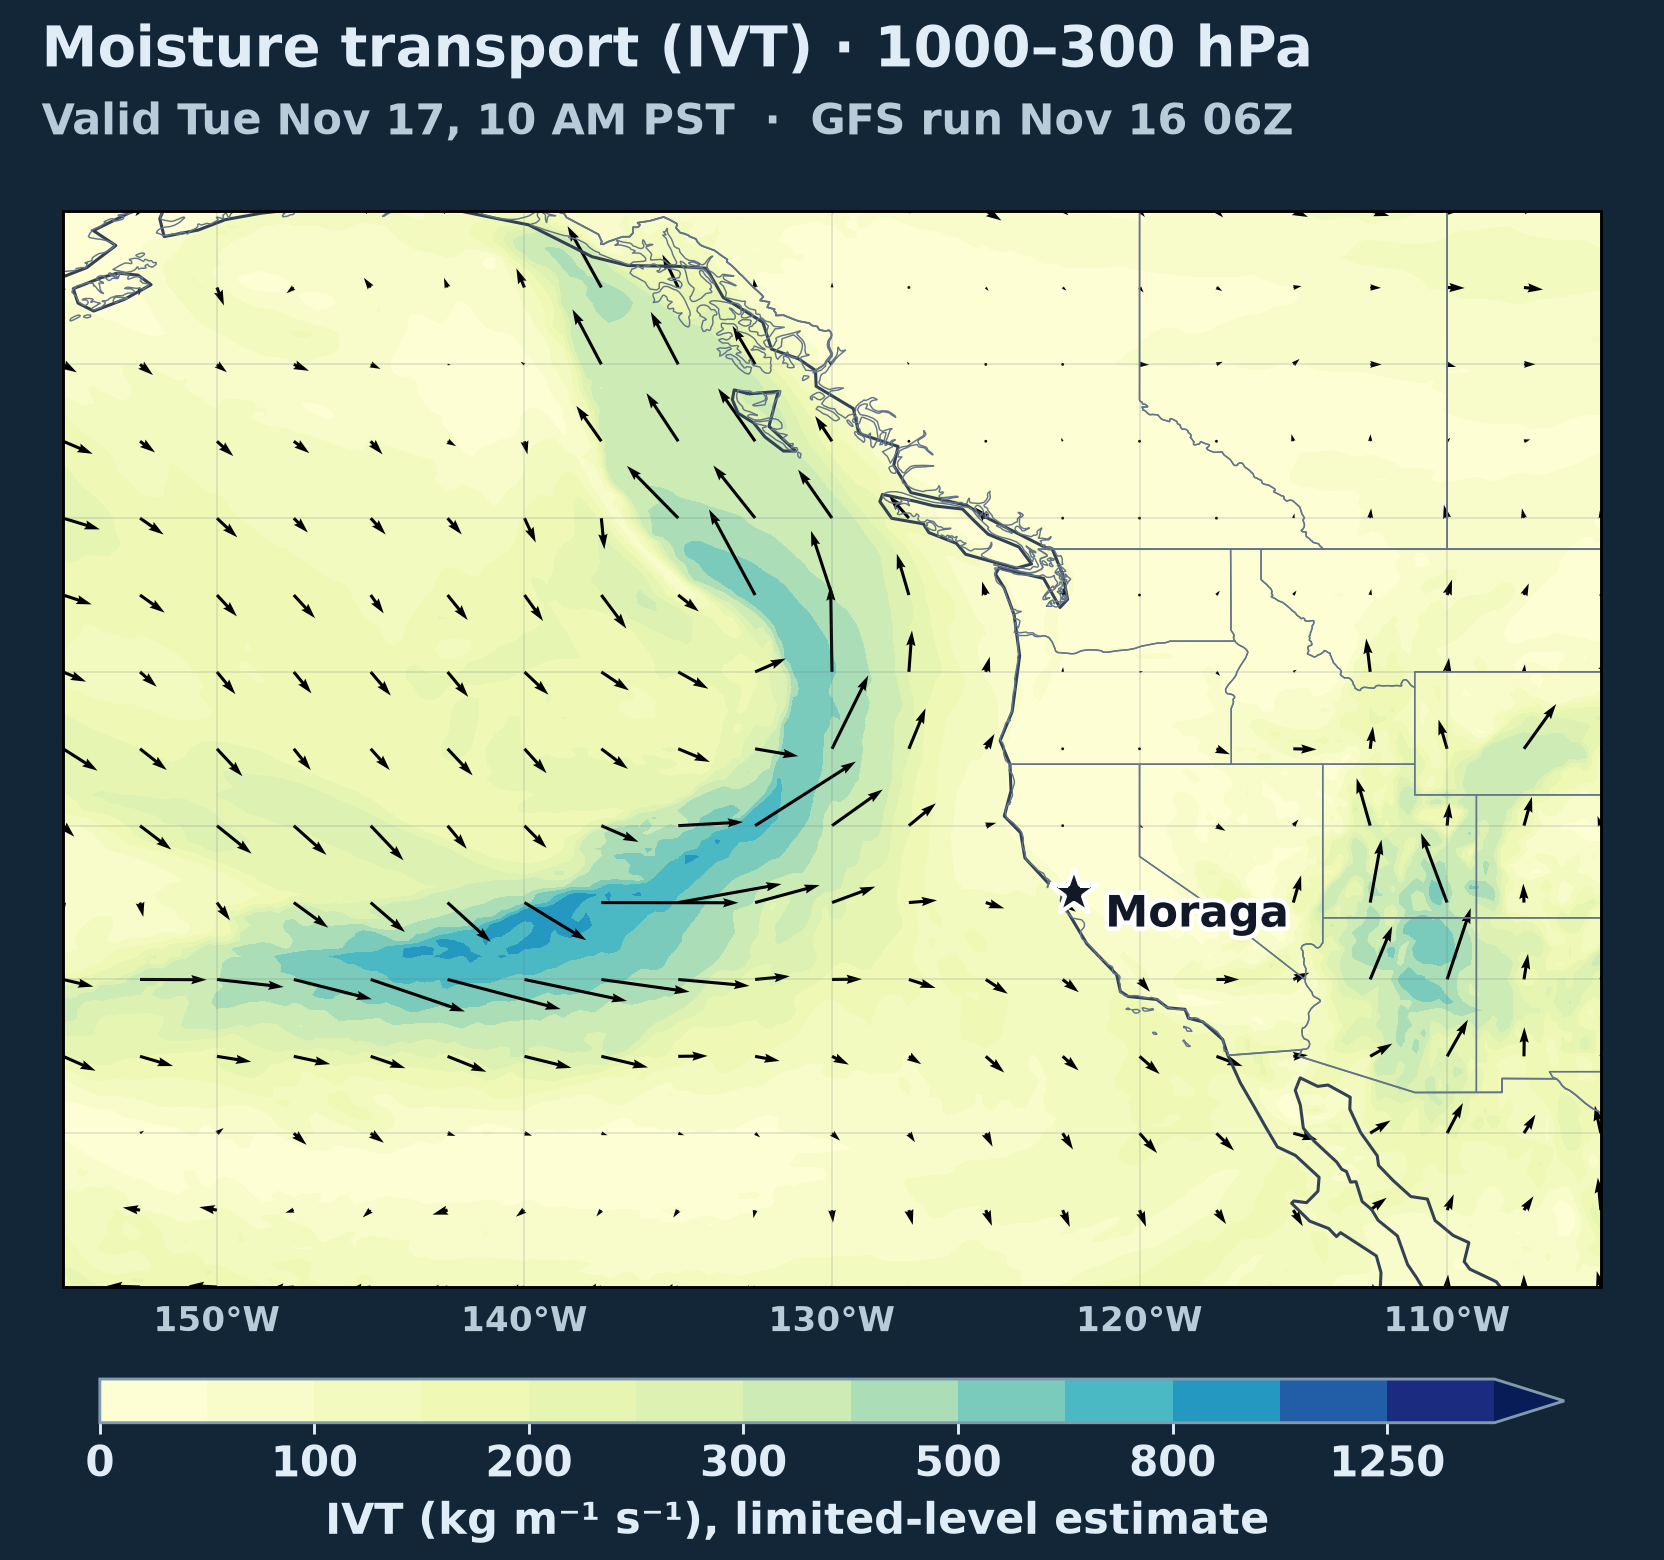 Moisture transport (IVT) · 1000–300 hPa
Valid Tue Nov 17, 10 AM PST · GFS run Nov 16 06Z
Moraga
150°W 140°W 130°W 120°W 110°W
0 100 200 300 500 800 1250
IVT (kg m⁻¹ s⁻¹), limited-level estimate